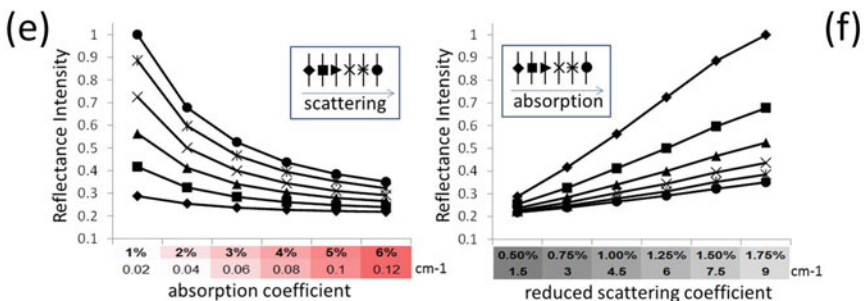 (e)
Reflectance Intensity
1
0.9
0.8
0.7
0.6
0.5
0.4
0.3
0.2
0.1
scattering
1% 2% 3% 4% 5% 6%
0.02 0.04 0.06 0.08 0.1 0.12 cm-1
absorption coefficient
(f)
Reflectance Intensity
1
0.9
0.8
0.7
0.6
0.5
0.4
0.3
0.2
0.1
absorption
0.50% 0.75% 1.00% 1.25% 1.50% 1.75%
1.5 3 4.5 6 7.5 9 cm-1
reduced scattering coefficient